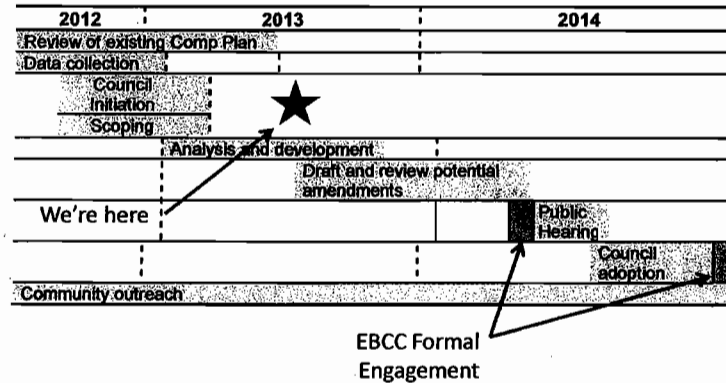 2012 2013 2014
Review of existing Comp Plan
Data collection
Council
Initiation
Scoping
Analysis and development
Draft and review potential
amendments
We're here
Public
Hearing
Council
adoption
Community outreach
EBCC Formal
Engagement